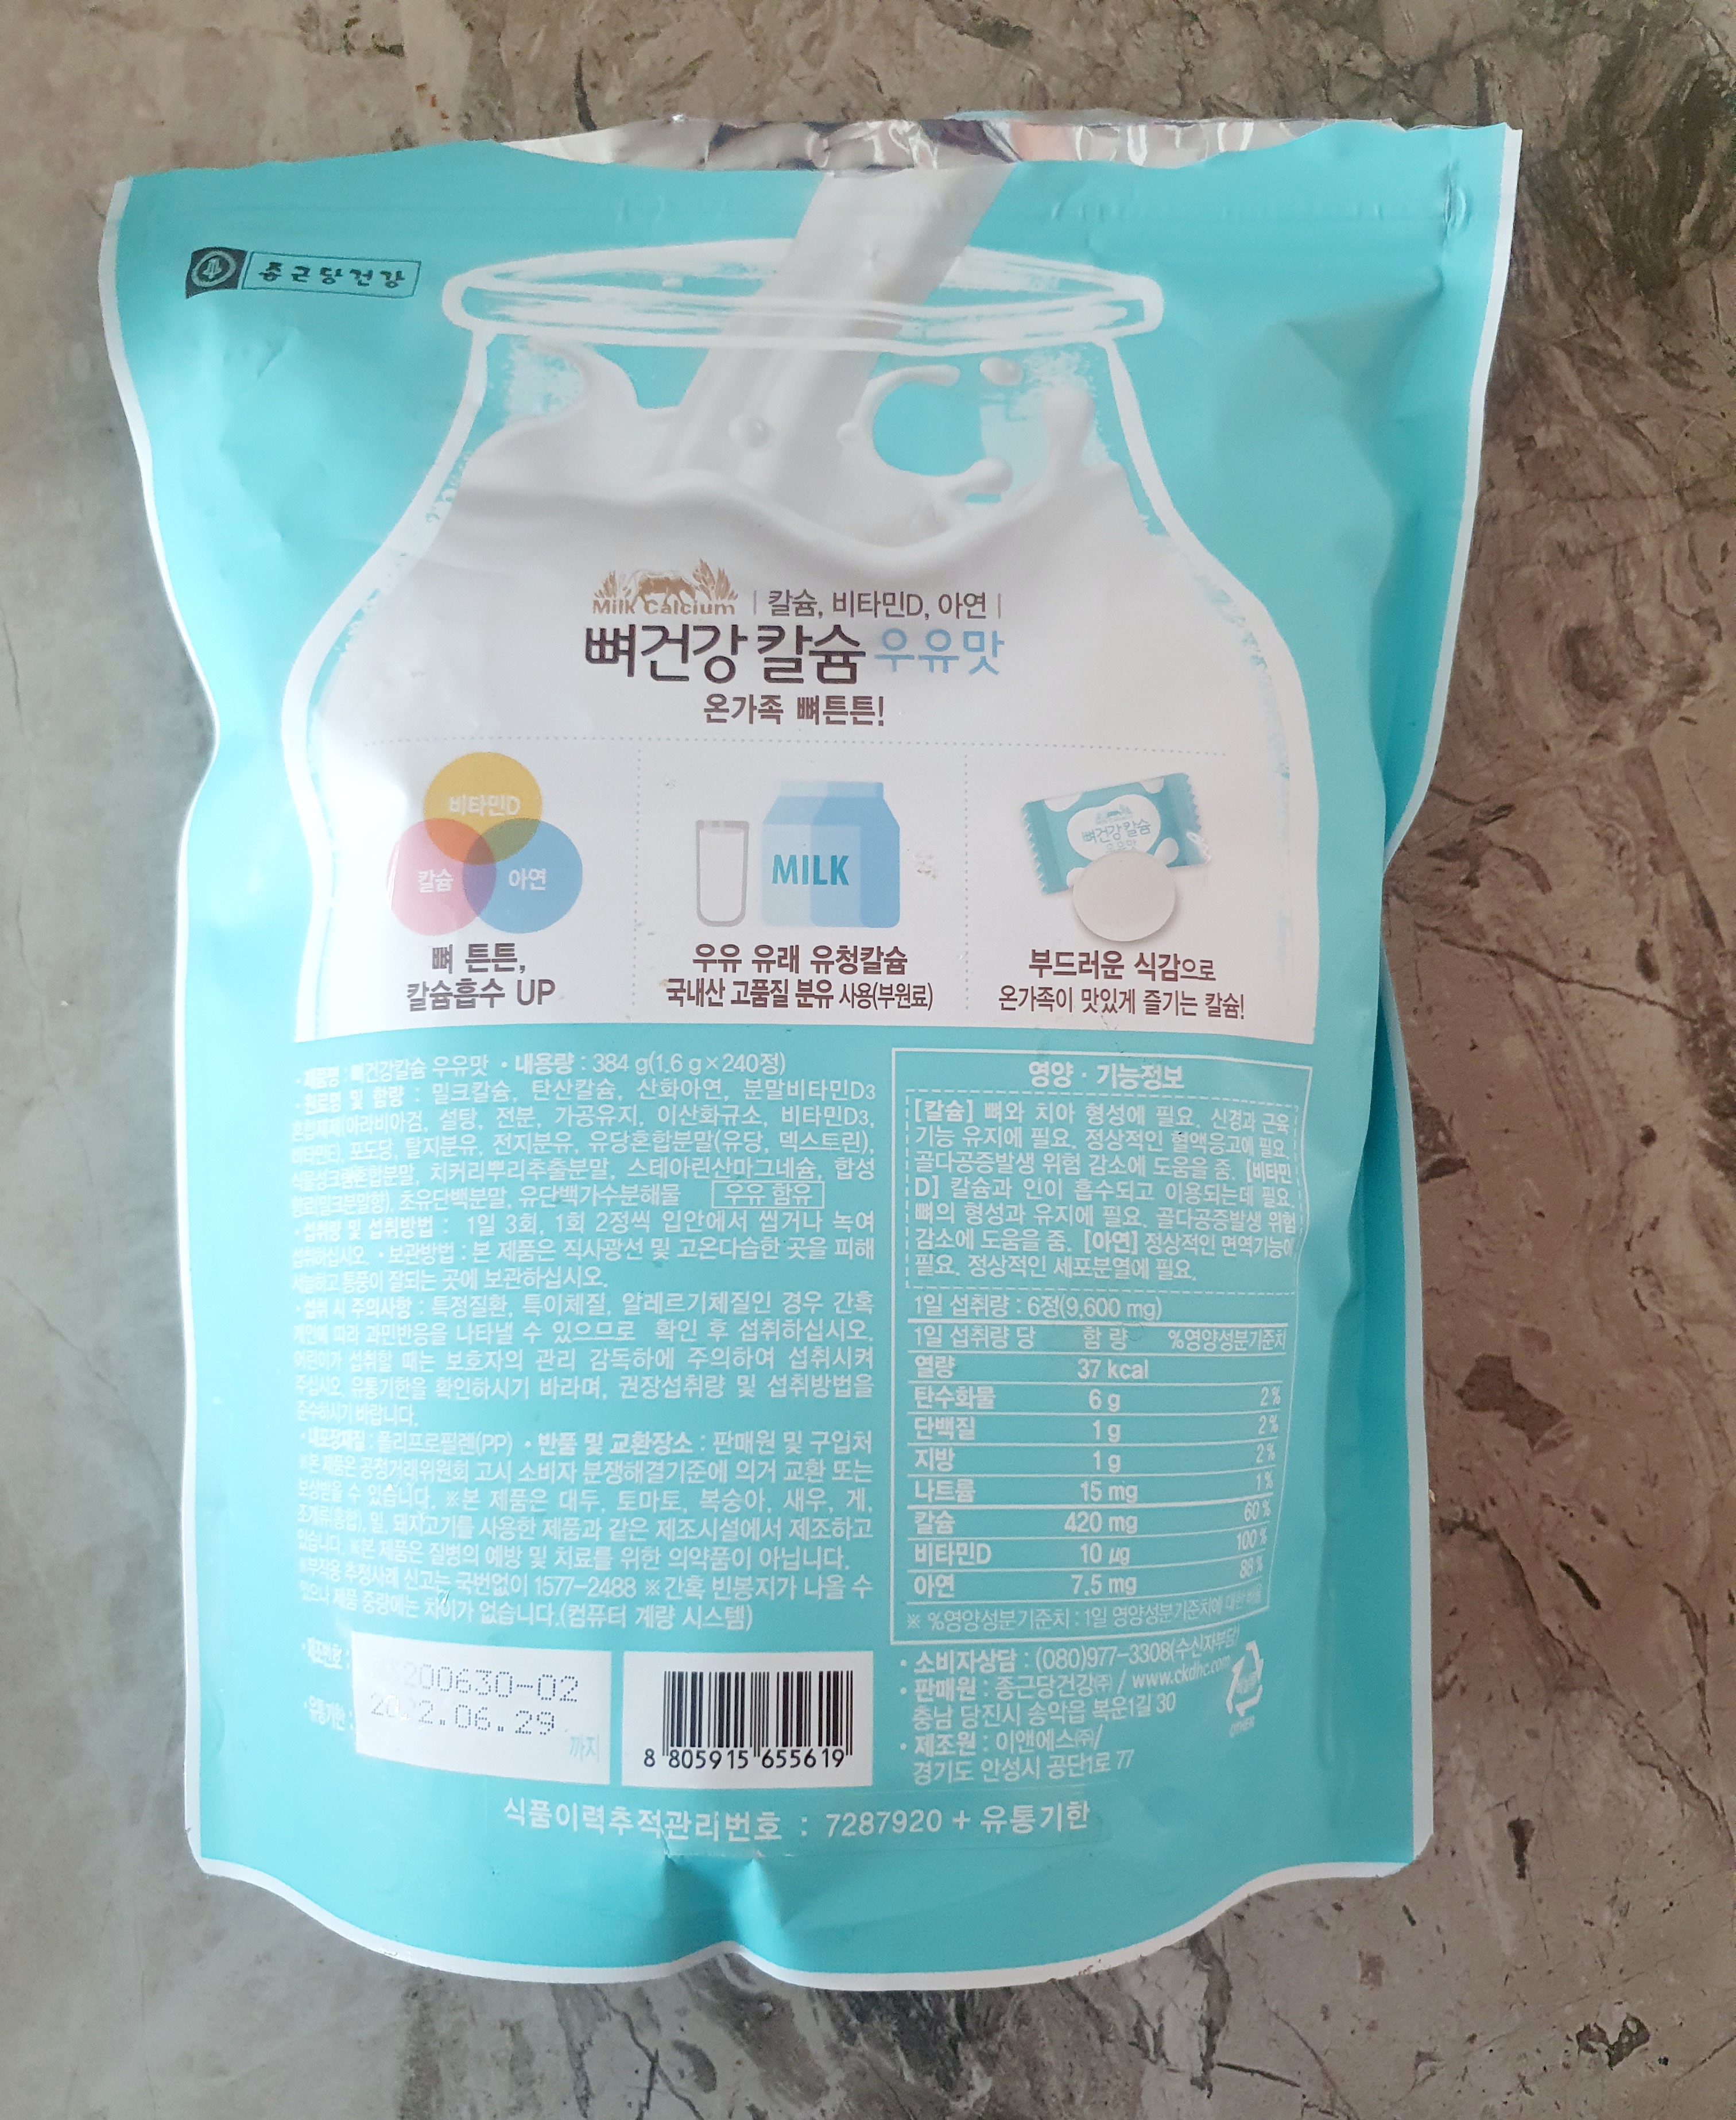 종근당건강
Milk Calcium | 칼슘, 비타민D, 아연 |
뼈건강칼슘 우유맛
온가족 뼈튼튼!
비타민D
칼슘 아연
뼈 튼튼,
칼슘흡수 UP
MILK
우유 유래 유청칼슘
국내산 고품질 분유 사용(부원료)
뼈건강칼슘
우유맛
부드러운 식감으로
온가족이 맛있게 즐기는 칼슘!
• 제품명 : 뼈건강칼슘 우유맛 • 내용량 : 384 g(1.6 g×240정)
• 원료명 및 함량 : 밀크칼슘, 탄산칼슘, 산화아연, 분말비타민D3
혼합제제(아라비아검, 설탕, 전분, 가공유지, 이산화규소, 비타민D3,
비타민E), 포도당, 탈지분유, 전지분유, 유당혼합분말(유당, 덱스트린),
식물성크림혼합분말, 치커리뿌리추출분말, 스테아린산마그네슘, 합성
향료(밀크분말향), 초유단백분말, 유단백가수분해물 우유 함유
• 섭취량 및 섭취방법 : 1일 3회, 1회 2정씩 입안에서 씹거나 녹여
섭취하십시오. • 보관방법 : 본 제품은 직사광선 및 고온다습한 곳을 피해
서늘하고 통풍이 잘되는 곳에 보관하십시오.
• 섭취 시 주의사항 : 특정질환, 특이체질, 알레르기체질인 경우 간혹
개인에 따라 과민반응을 나타낼 수 있으므로 확인 후 섭취하십시오.
어린이가 섭취할 때는 보호자의 관리 감독하에 주의하여 섭취시켜
주십시오. 유통기한을 확인하시기 바라며, 권장섭취량 및 섭취방법을
준수하시기 바랍니다.
• 내포장재질 : 폴리프로필렌(PP) • 반품 및 교환장소 : 판매원 및 구입처
※본 제품은 공정거래위원회 고시 소비자 분쟁해결기준에 의거 교환 또는
보상받을 수 있습니다. ※본 제품은 대두, 토마토, 복숭아, 새우, 게,
조개류(홍합), 밀, 돼지고기를 사용한 제품과 같은 제조시설에서 제조하고
있습니다. ※본 제품은 질병의 예방 및 치료를 위한 의약품이 아닙니다.
※부작용 추정사례 신고는 국번없이 1577-2488 ※간혹 빈봉지가 나올 수
있으나 제품 중량에는 차이가 없습니다.(컴퓨터 계량 시스템)
• 제조번호 : 200630-02
• 유통기한 : 2022.06.29 까지
8 805915 655619
영양 · 기능정보
[칼슘] 뼈와 치아 형성에 필요. 신경과 근육
기능 유지에 필요. 정상적인 혈액응고에 필요.
골다공증발생 위험 감소에 도움을 줌. [비타민
D] 칼슘과 인이 흡수되고 이용되는데 필요.
뼈의 형성과 유지에 필요. 골다공증발생 위험
감소에 도움을 줌. [아연] 정상적인 면역기능에
필요. 정상적인 세포분열에 필요.
1일 섭취량 : 6정(9,600 mg)
1일 섭취량 당 함 량 %영양성분기준치
열량 37 kcal
탄수화물 6 g 2 %
단백질 1 g 2 %
지방 1 g 2 %
나트륨 15 mg 1 %
칼슘 420 mg 60 %
비타민D 10 μg 100 %
아연 7.5 mg 88 %
※ %영양성분기준치 : 1일 영양성분기준치에 대한 비율
• 소비자상담 : (080)977-3308(수신자부담)
• 판매원 : 종근당건강㈜ / www.ckdhc.com
충남 당진시 송악읍 복운1길 30
• 제조원 : 이앤에스㈜/
경기도 안성시 공단1로 77
OTHER
식품이력추적관리번호 : 7287920 + 유통기한